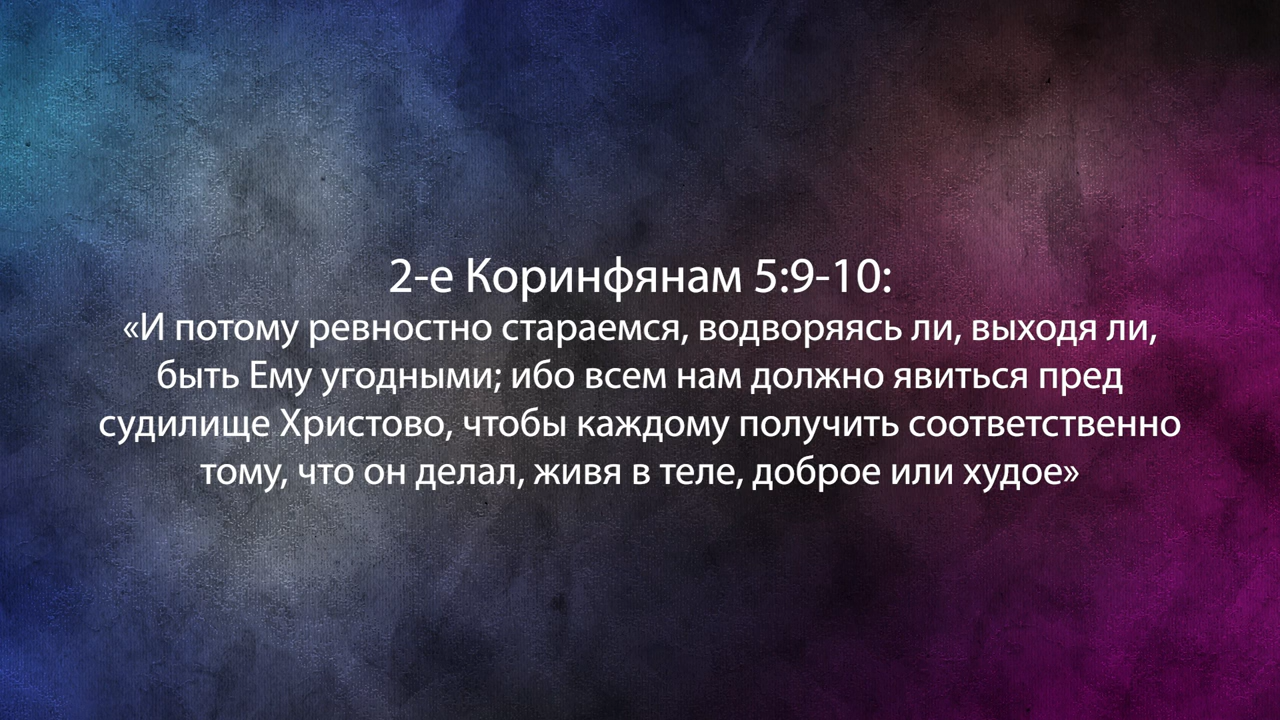 2-е Коринфянам 5:9-10:
«И потому ревностно стараемся, водворяясь ли, выходя ли,
быть Ему угодными; ибо всем нам должно явиться пред
судилище Христово, чтобы каждому получить соответственно
тому, что он делал, живя в теле, доброе или худое»